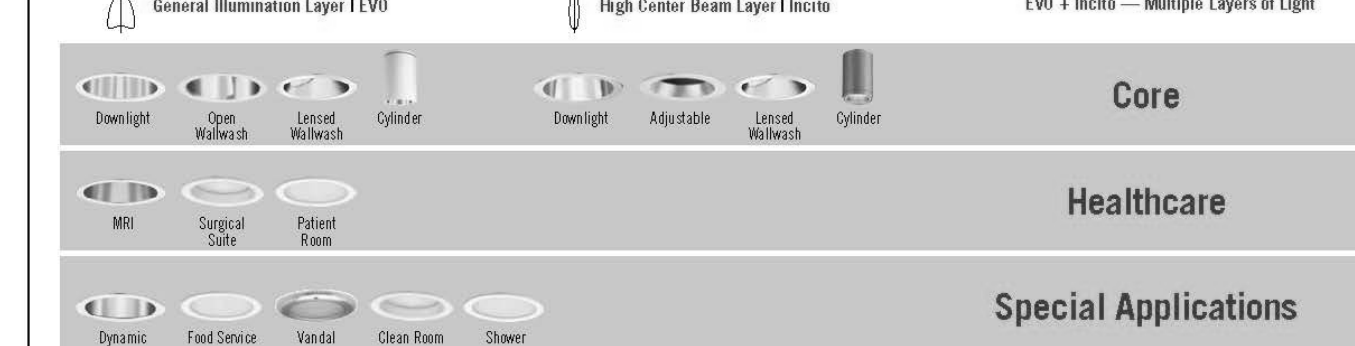 General Illumination Layer | EVO
High Center Beam Layer | Incito
EVO + Incito — Multiple Layers of Light
Downlight
Open
Wallwash
Lensed
Wallwash
Cylinder
Downlight
Adjustable
Lensed
Wallwash
Cylinder
Core
MRI
Surgical
Suite
Patient
Room
Healthcare
Dynamic
Food Service
Vandal
Clean Room
Shower
Special Applications